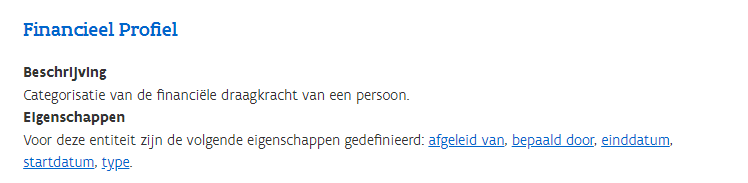 Financieel Profiel
Beschrijving
Categorisatie van de financiële draagkracht van een persoon.
Eigenschappen
Voor deze entiteit zijn de volgende eigenschappen gedefinieerd: afgeleid van, bepaald door, einddatum,
startdatum, type.